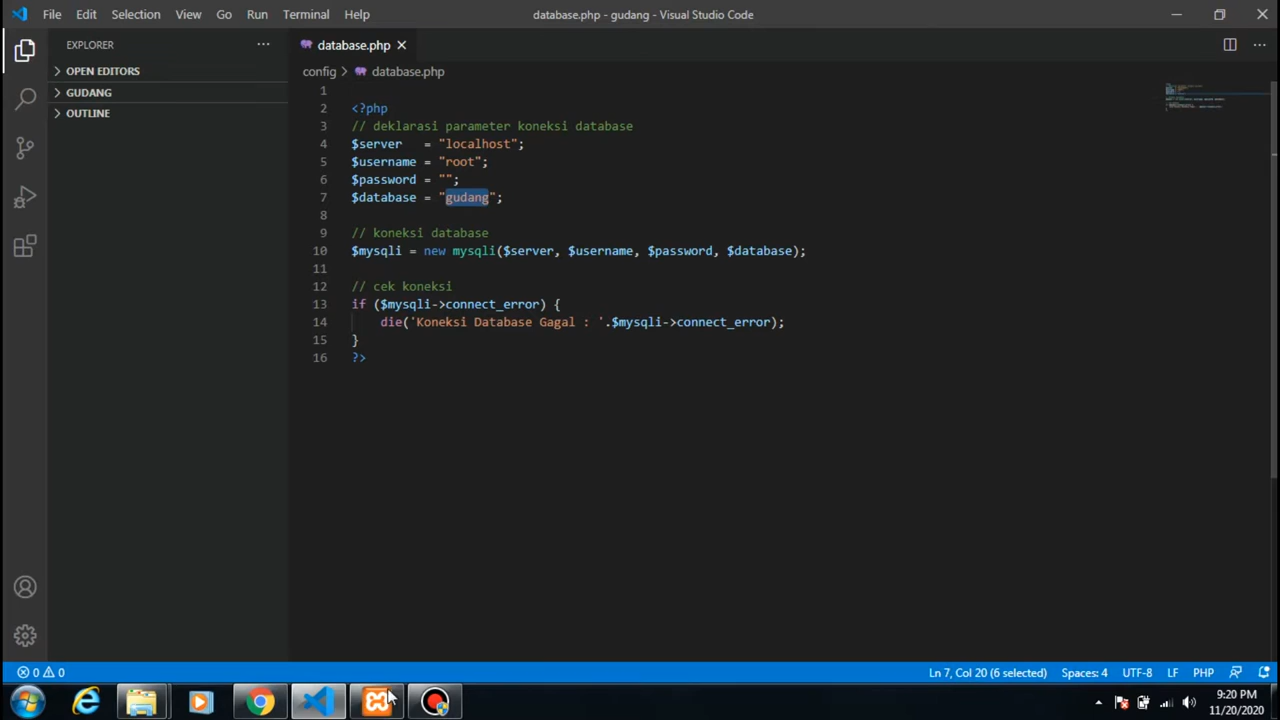 File Edit Selection View Go Run Terminal Help
database.php - gudang - Visual Studio Code
EXPLORER
OPEN EDITORS
GUDANG
OUTLINE
database.php
config > database.php
1
2 <?php
3 // deklarasi parameter koneksi database
4 $server   = "localhost";
5 $username = "root";
6 $password = "";
7 $database = "gudang";
8
9 // koneksi database
10 $mysqli = new mysqli($server, $username, $password, $database);
11
12 // cek koneksi
13 if ($mysqli->connect_error) {
14     die('Koneksi Database Gagal : '.$mysqli->connect_error);
15 }
16 ?>
0 0
Ln 7, Col 20 (6 selected) Spaces: 4 UTF-8 LF PHP
9:20 PM
11/20/2020